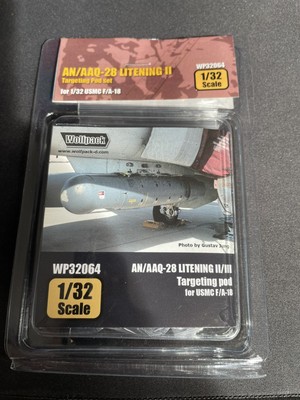 AN/AAQ-28 LITENING II
Targeting Pod set
for 1/32 USMC F/A-18
WP32064
1/32
Scale
Wolfpack
www.wolfpack-d.com
Photo by Gustav Jung
WP32064
1/32
Scale
AN/AAQ-28 LITENING II/III
Targeting pod
for USMC F/A-18